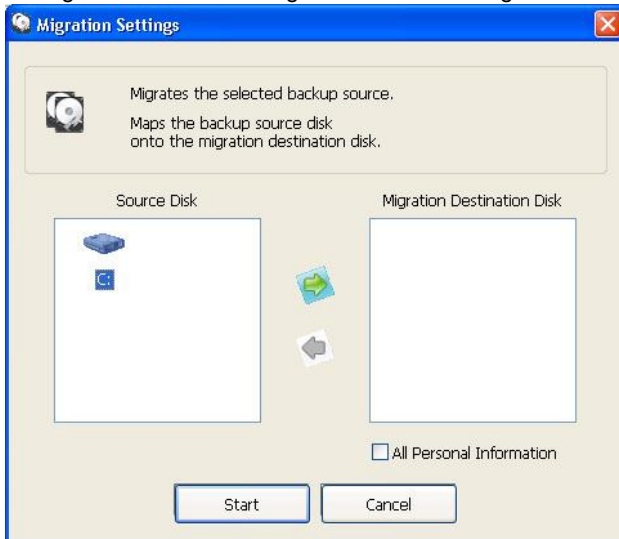 Migration Settings
Migrates the selected backup source.
Maps the backup source disk
onto the migration destination disk.
Source Disk
Migration Destination Disk
C:
All Personal Information
Start
Cancel